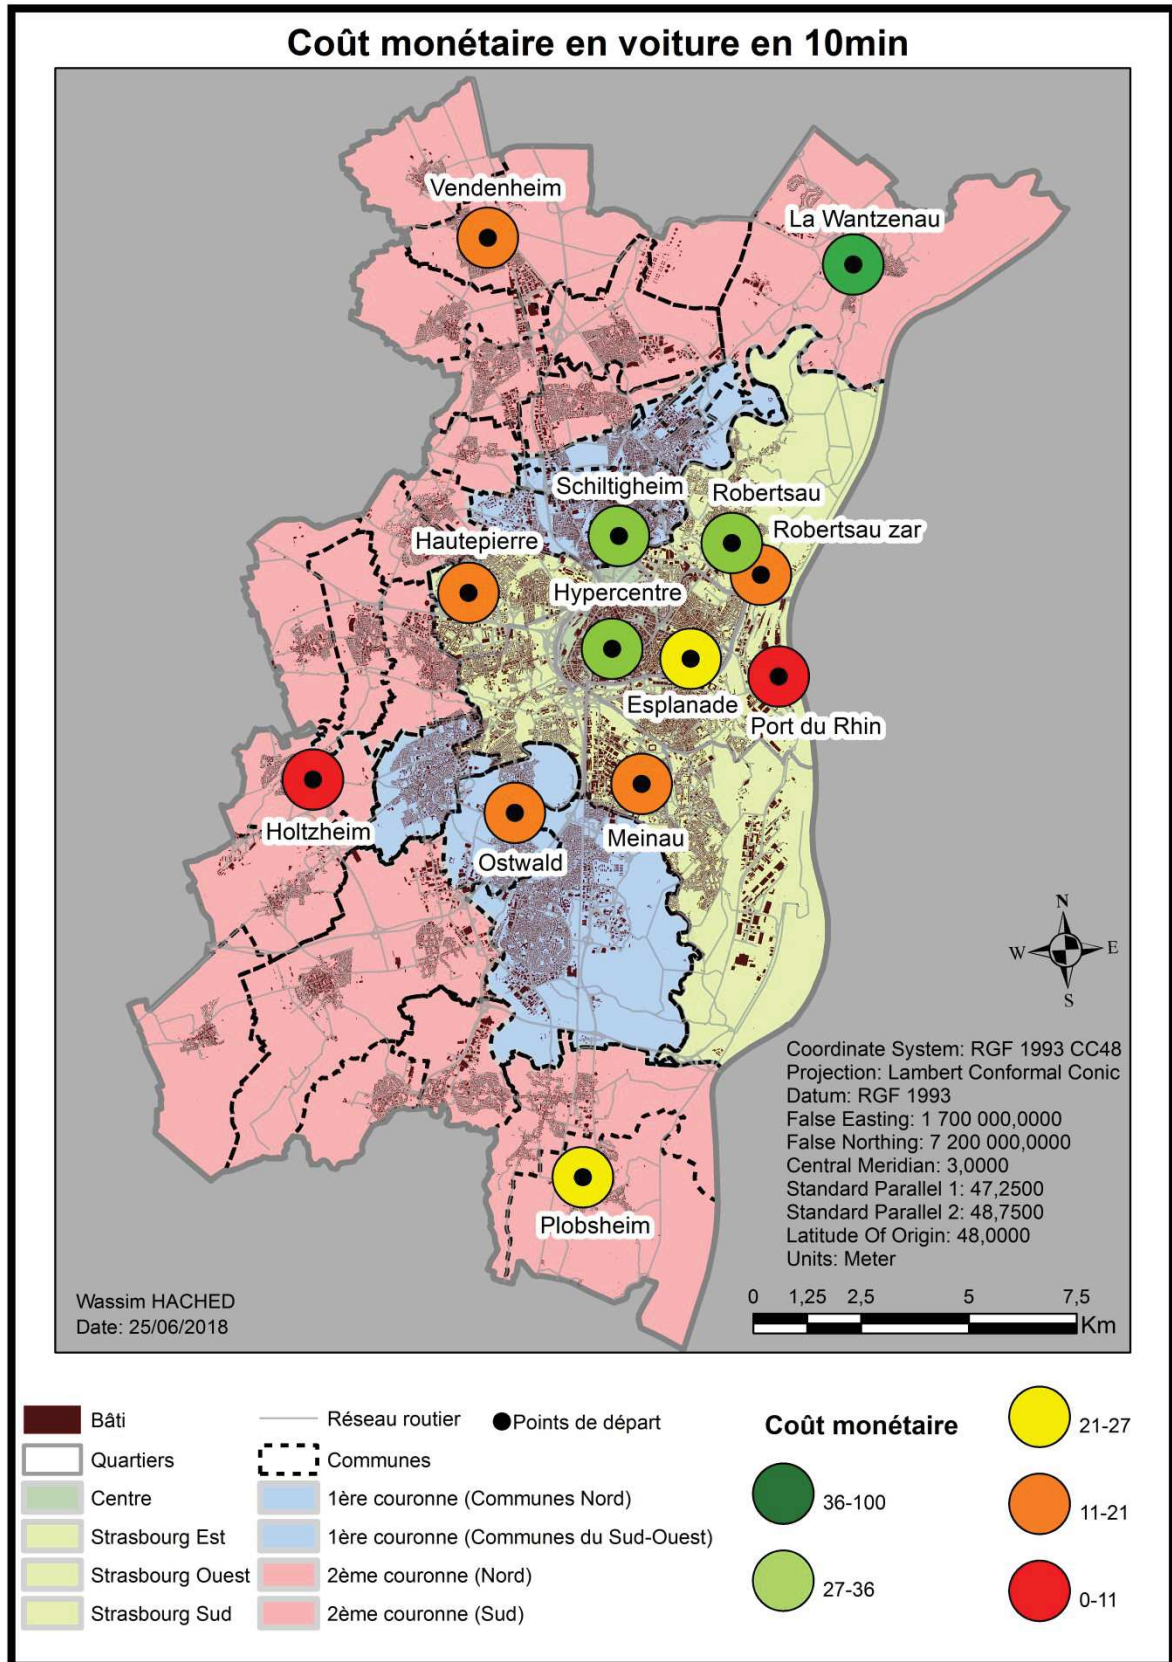 Coût monétaire en voiture en 10min
Vendenheim
La Wantzenau
Schiltigheim
Robertsau
Robertsau zar
Hautepierre
Hypercentre
Esplanade
Port du Rhin
Holtzheim
Ostwald
Meinau
Plobsheim
N
W
E
S
Coordinate System: RGF 1993 CC48
Projection: Lambert Conformal Conic
Datum: RGF 1993
False Easting: 1 700 000,0000
False Northing: 7 200 000,0000
Central Meridian: 3,0000
Standard Parallel 1: 47,2500
Standard Parallel 2: 48,7500
Latitude Of Origin: 48,0000
Units: Meter
0 1,25 2,5 5 7,5
Km
Wassim HACHED
Date: 25/06/2018
Bâti
Quartiers
Centre
Strasbourg Est
Strasbourg Ouest
Strasbourg Sud
Réseau routier
Communes
1ère couronne (Communes Nord)
1ère couronne (Communes du Sud-Ouest)
2ème couronne (Nord)
2ème couronne (Sud)
Points de départ
Coût monétaire
36-100
27-36
21-27
11-21
0-11